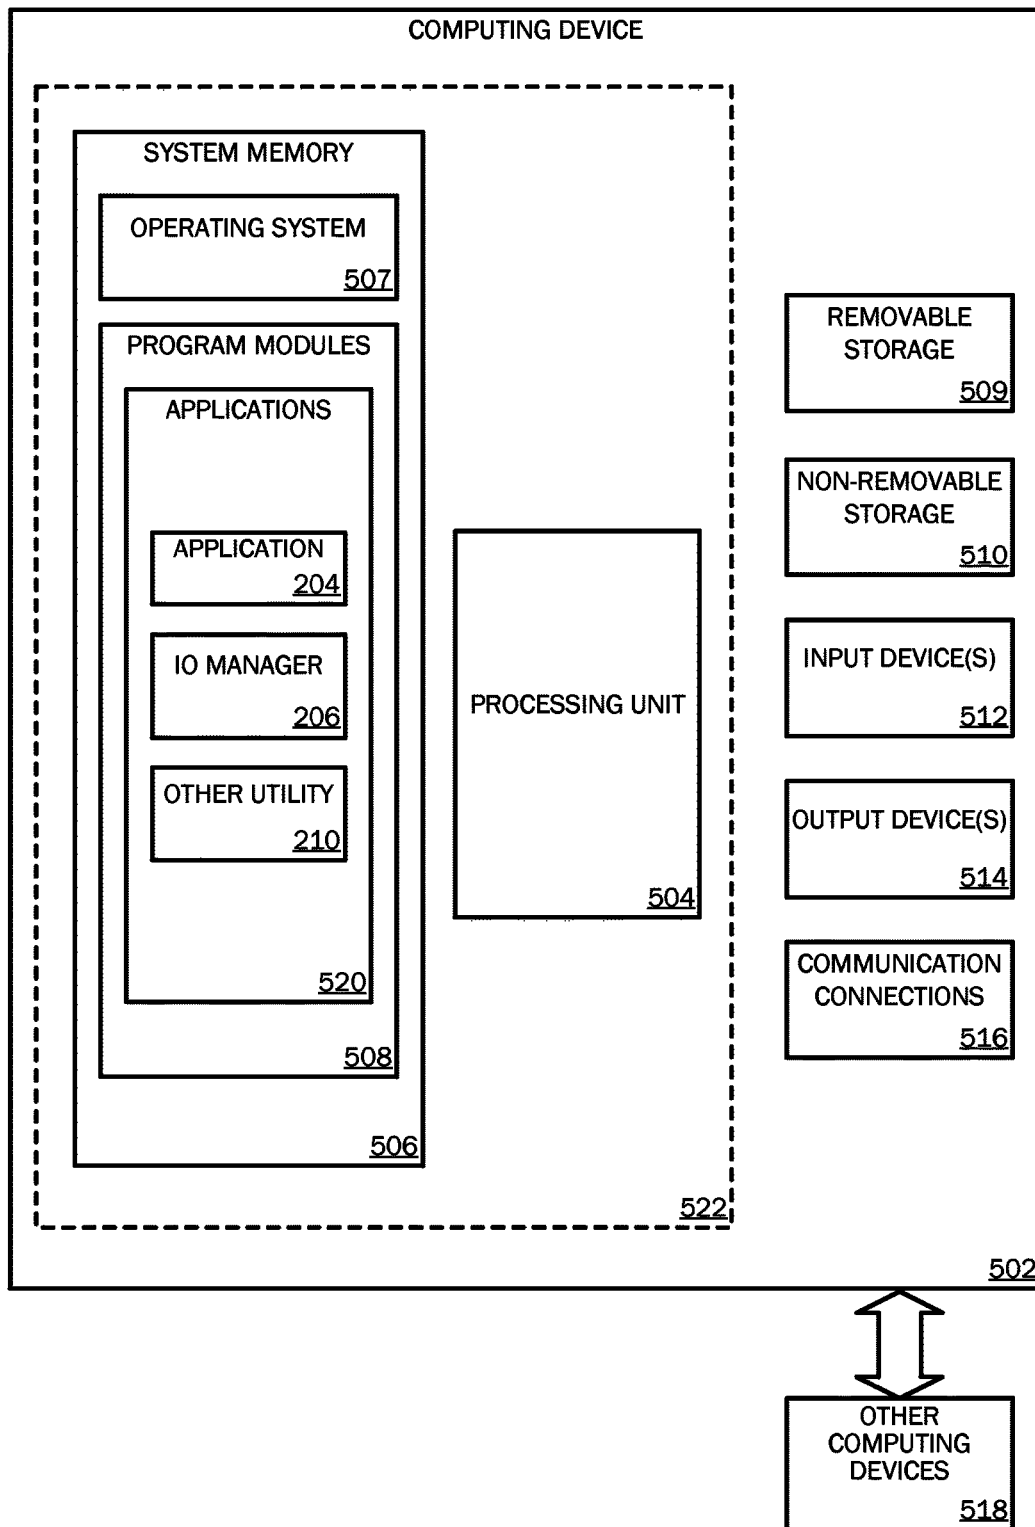 COMPUTING DEVICE
SYSTEM MEMORY
OPERATING SYSTEM
507
PROGRAM MODULES
APPLICATIONS
APPLICATION
204
IO MANAGER
206
OTHER UTILITY
210
520
508
506
PROCESSING UNIT
504
522
REMOVABLE
STORAGE
509
NON-REMOVABLE
STORAGE
510
INPUT DEVICE(S)
512
OUTPUT DEVICE(S)
514
COMMUNICATION
CONNECTIONS
516
502
OTHER
COMPUTING
DEVICES
518